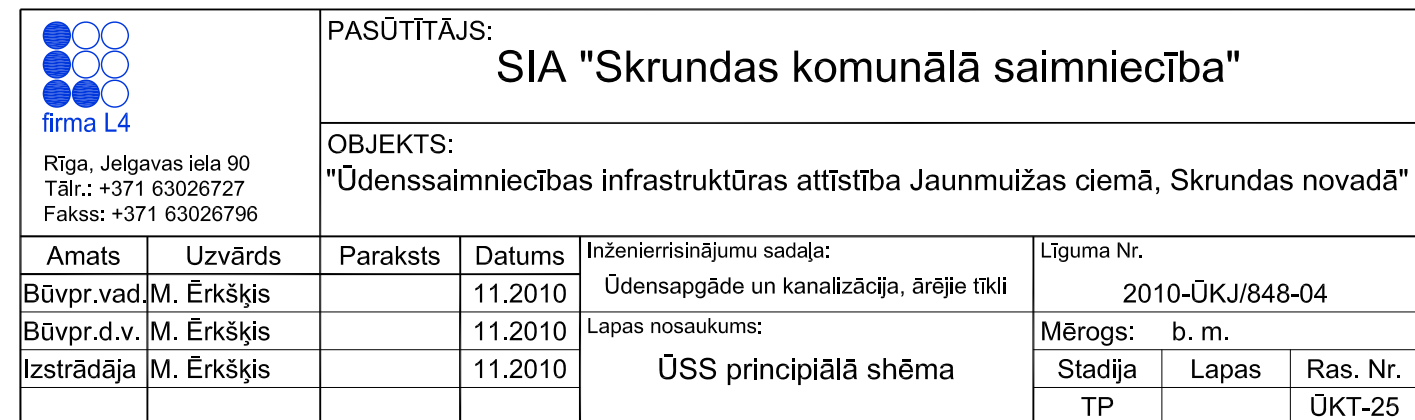 firma L4
Rīga, Jelgavas iela 90
Tālr.: +371 63026727
Fakss: +371 63026796
PASŪTĪTĀJS:
SIA "Skrundas komunālā saimniecība"
OBJEKTS:
"Ūdenssaimniecības infrastruktūras attīstība Jaunmuižas ciemā, Skrundas novadā"
Amats Uzvārds Paraksts Datums
Būvpr.vad. M. Ērkšķis 11.2010
Būvpr.d.v. M. Ērkšķis 11.2010
Izstrādāja M. Ērkšķis 11.2010
Inženierrisinājumu sadaļa:
Ūdensapgāde un kanalizācija, ārējie tīkli
Lapas nosaukums:
ŪSS principiālā shēma
Līguma Nr.
2010-ŪKJ/848-04
Mērogs: b. m.
Stadija Lapas Ras. Nr.
TP ŪKT-25